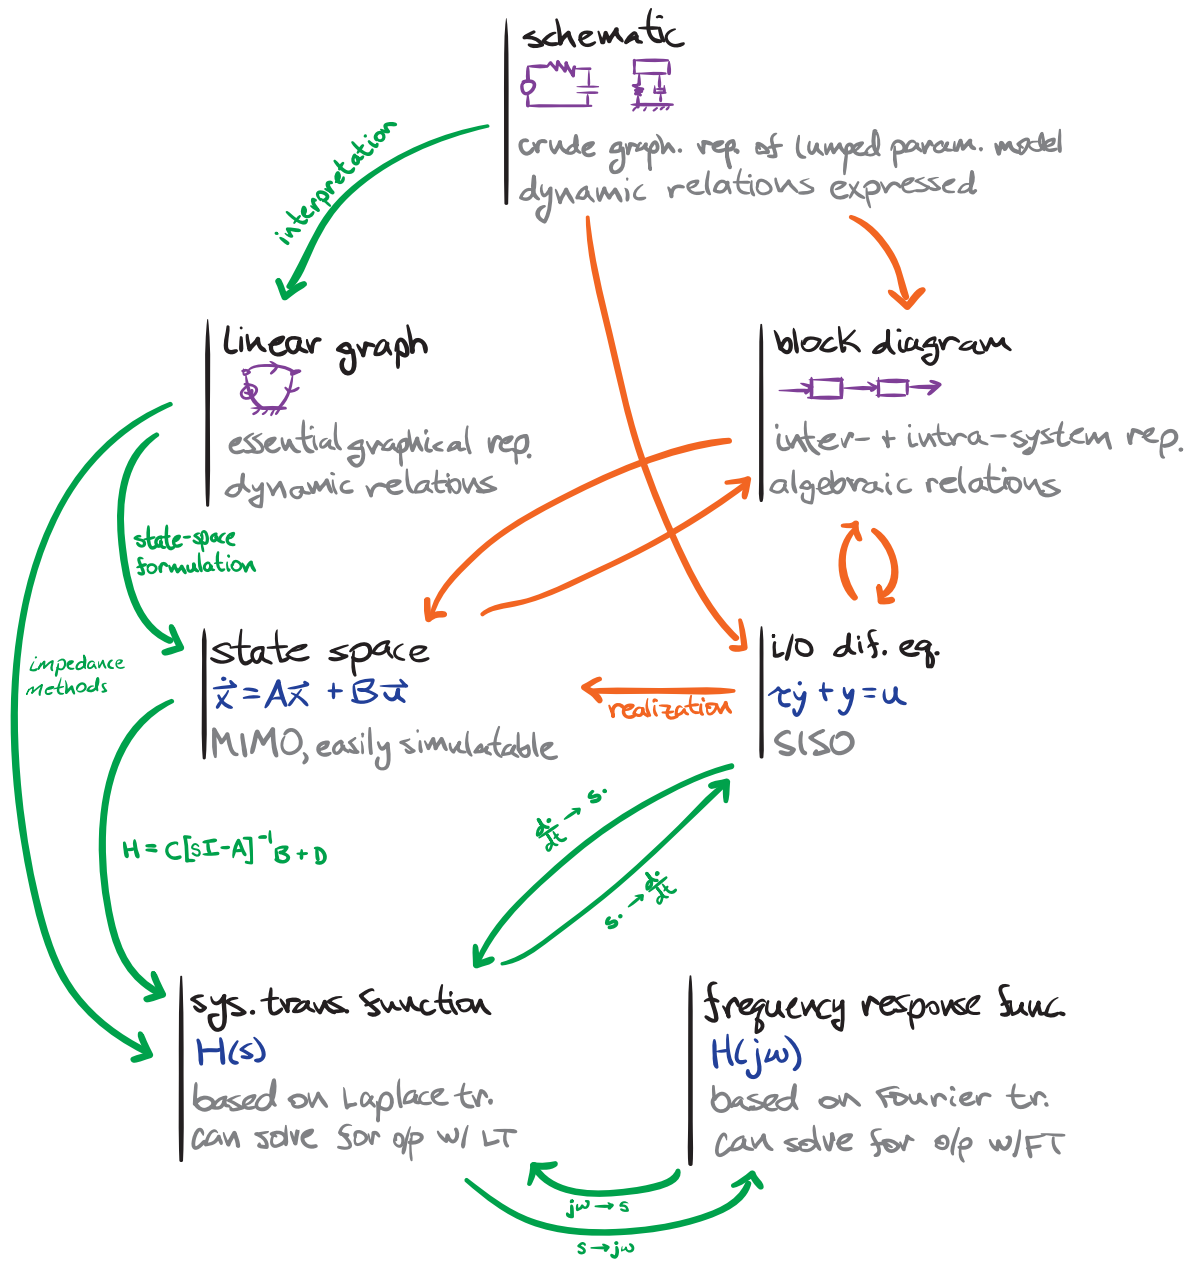 schematic
crude graph. rep. of lumped param. model
dynamic relations expressed
interpretation
linear graph
essential graphical rep.
dynamic relations
block diagram
inter- + intra-system rep.
algebraic relations
state-space
formulation
impedance
methods
state space
ẋ⃗ = Ax⃗ + Bu⃗
MIMO, easily simulatable
realization
i/o dif. eq.
τẏ + y = u
SISO
H = C[sI-A]⁻¹B + D
d·/dt → s·
s· → d·/dt
sys. trans. function
H(s)
based on Laplace tr.
can solve for o/p w/ LT
frequency response func.
H(jω)
based on Fourier tr.
can solve for o/p w/FT
jω → s
s → jω